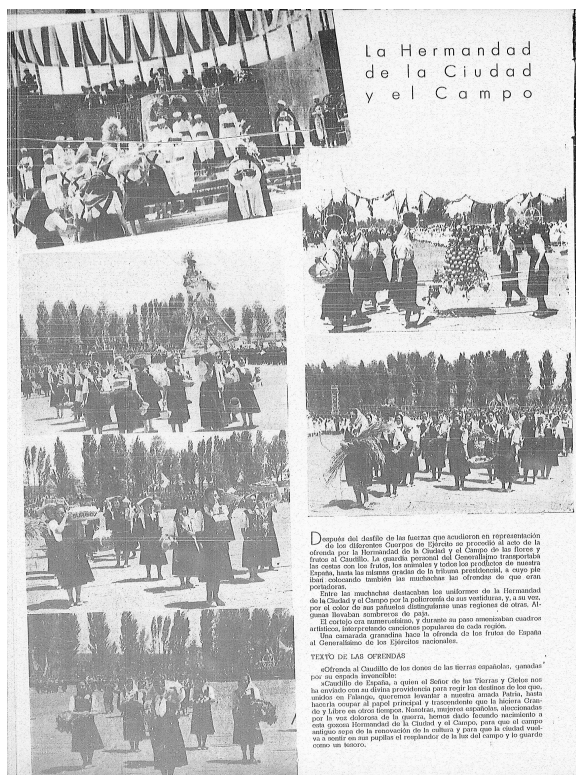 La Hermandad
de la Ciudad
y el Campo
Después del desfile de las fuerzas que acudieron en representación
de los diferentes Cuerpos de Ejército se procedió al acto de la
ofrenda por la Hermandad de la Ciudad y el Campo de las flores y
frutos al Caudillo. La guardia personal del Generalísimo transportaba
las cestas con los frutos, los animales y todos los productos de nuestra
España, hasta las mismas gradas de la tribuna presidencial, a cuyo pie
iban colocando también las muchachas las ofrendas de que eran
portadoras.
Entre las muchachas destacaban los uniformes de la Hermandad
de la Ciudad y el Campo por la policromía de sus vestiduras, y, a su vez,
por el color de sus pañuelos distinguíanse unas regiones de otras. Al-
gunas llevaban sombreros de paja.
El cortejo era numerosísimo, y durante su paso amenizaban cuadros
artísticos, interpretando canciones populares de cada región.
Una camarada granadina hace la ofrenda de los frutos de España
al Generalísimo de los Ejércitos nacionales.
TEXTO DE LAS OFRENDAS
«Ofrenda al Caudillo de los dones de las tierras españolas, ganadas
por su espada invencible:
»Caudillo de España, a quien el Señor de las Tierras y Cielos nos
ha enviado con su divina providencia para regir los destinos de los que,
unidos en Falange, queremos levantar a nuestra amada Patria, hasta
hacerla ocupar al papel principal y trascendente que la hiciera Gran-
de y Libre en otros tiempos. Nosotras, mujeres españolas, aleccionadas
por la voz dolorosa de la guerra, hemos dado fecundo nacimiento a
esta gozosa Hermandad de la Ciudad y el Campo, para que el campo
antiguo sepa de la renovación de la cultura y para que la ciudad vuel-
va a sentir en sus pupilas el resplandor de la luz del campo y lo guarde
como un tesoro.